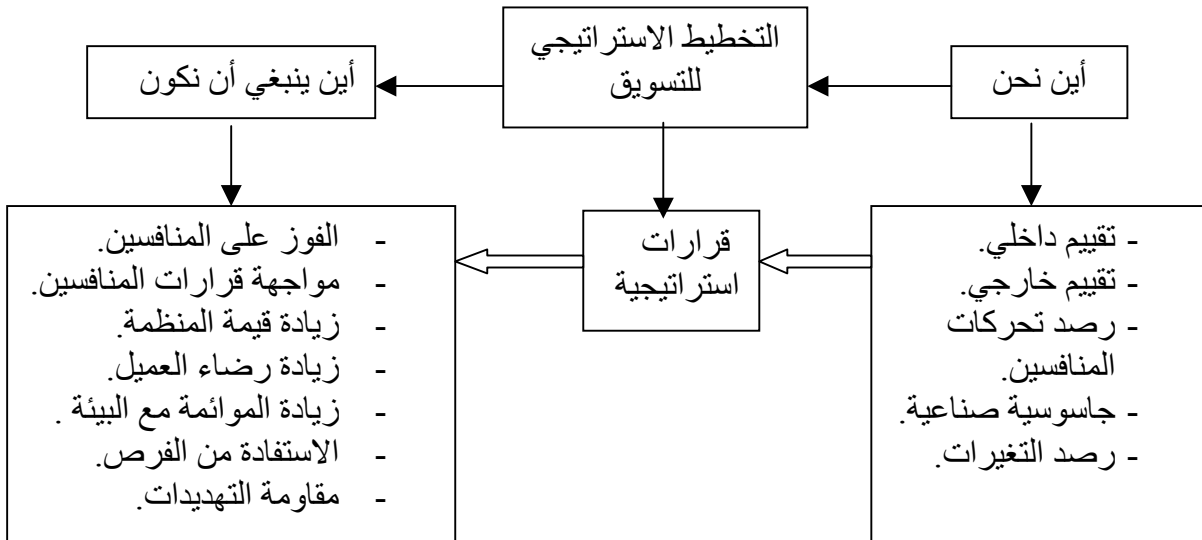 أين نحن
التخطيط الاستراتيجي
للتسويق
أين ينبغي أن نكون
- تقييم داخلي.
- تقييم خارجي.
- رصد تحركات
المنافسين.
- جاسوسية صناعية.
- رصد التغيرات.
قرارات
استراتيجية
- الفوز على المنافسين.
- مواجهة قرارات المنافسين.
- زيادة قيمة المنظمة.
- زيادة رضاء العميل.
- زيادة الموائمة مع البيئة .
- الاستفادة من الفرص.
- مقاومة التهديدات.